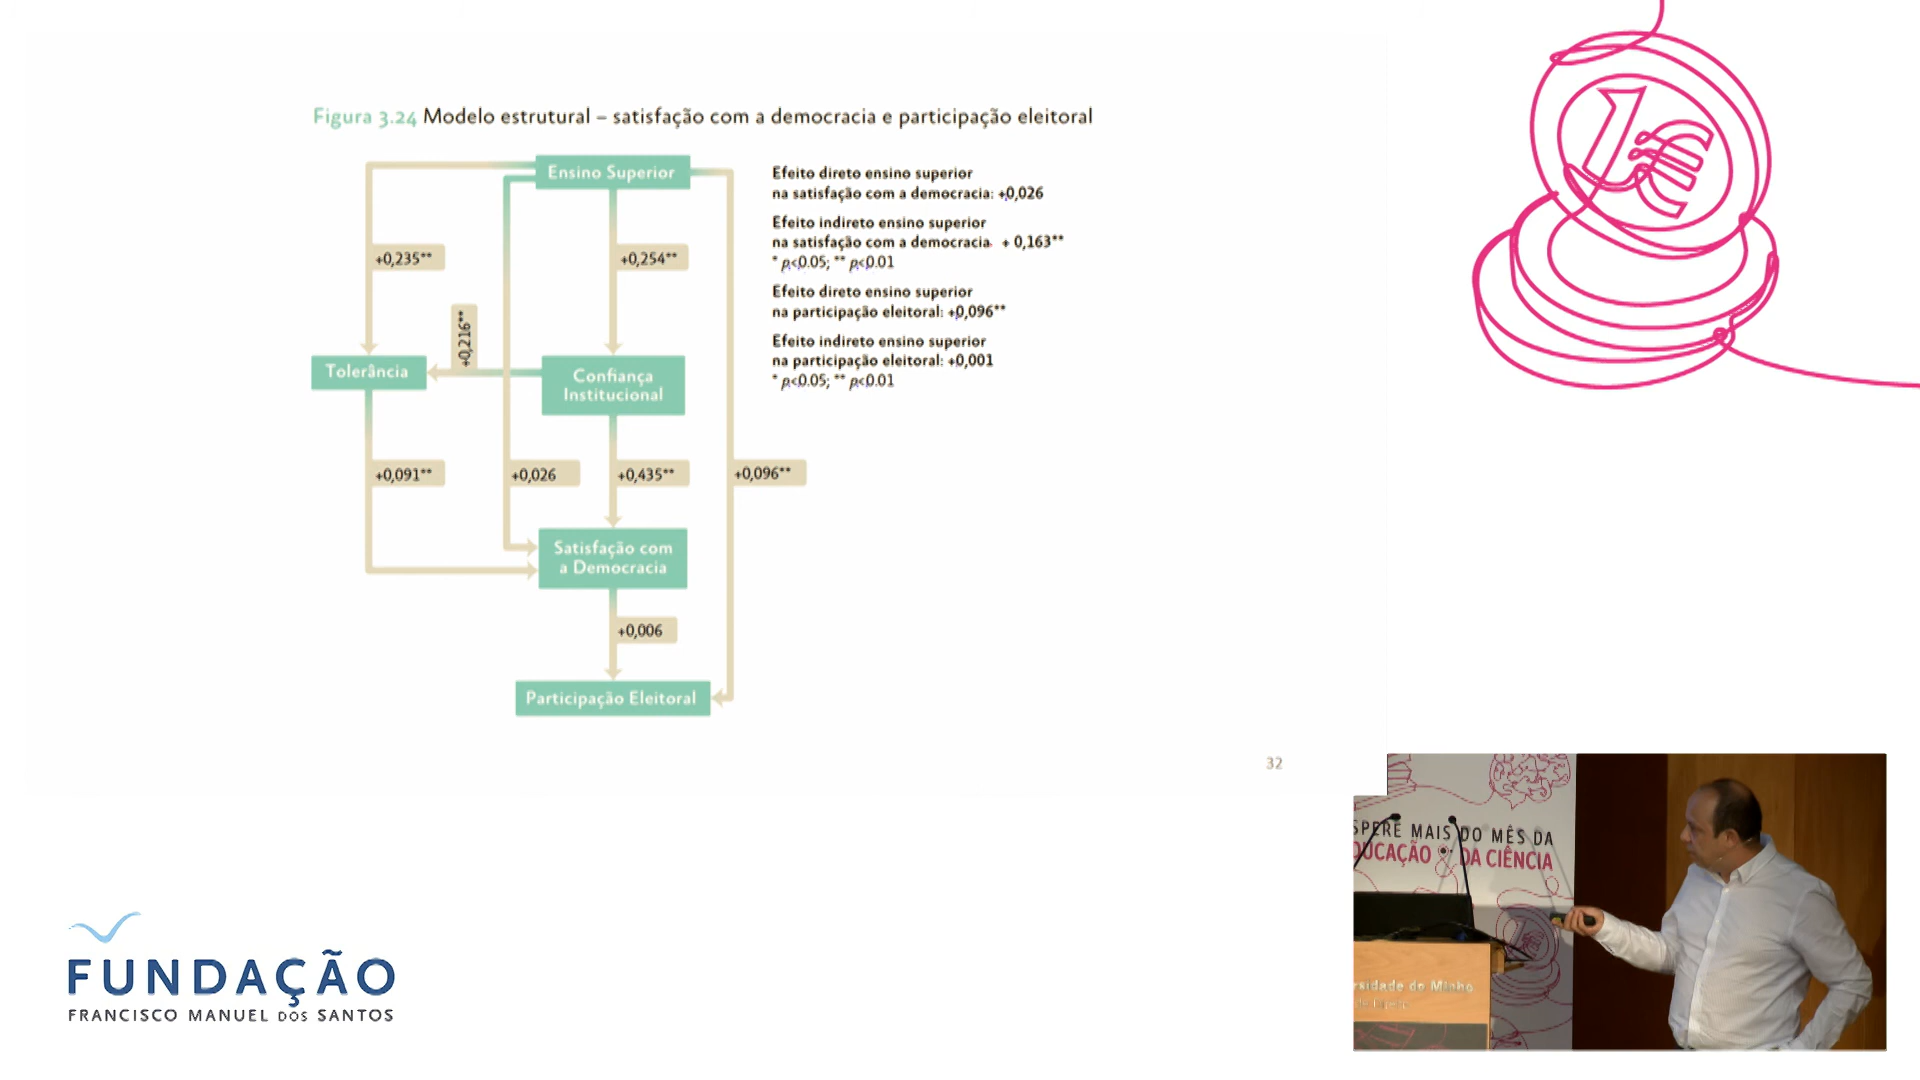 Figura 3.24 Modelo estrutural – satisfação com a democracia e participação eleitoral
Ensino Superior
+0,235**
+0,254**
+0,216**
Tolerância
Confiança
Institucional
+0,091**
+0,026
+0,435**
+0,096**
Satisfação com
a Democracia
+0,006
Participação Eleitoral
Efeito direto ensino superior
na satisfação com a democracia: +0,026
Efeito indireto ensino superior
na satisfação com a democracia + 0,163**
* p<0.05; ** p<0.01
Efeito direto ensino superior
na participação eleitoral: +0,096**
Efeito indireto ensino superior
na participação eleitoral: +0,001
* p<0.05; ** p<0.01
32
1€
SPERE MAIS DO MÊS DA
DUCAÇÃO & DA CIÊNCIA
rsidade do Minho
FUNDAÇÃO
FRANCISCO MANUEL DOS SANTOS